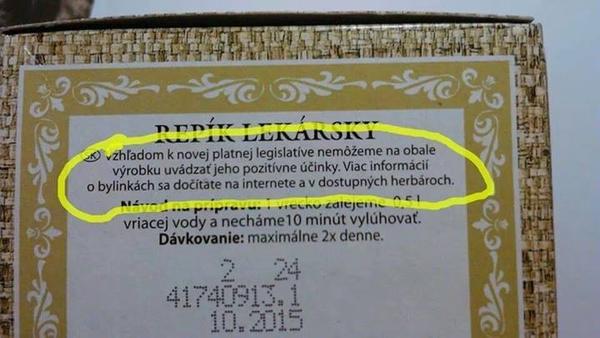 REPÍK LEKÁRSKY
SK Vzhľadom k novej platnej legislatíve nemôžeme na obale
výrobku uvádzať jeho pozitívne účinky. Viac informácií
o bylinkách sa dočítate na internete a v dostupných herbároch.
Návod na prípravu: 1 vrecko zalejeme 0,5 l
vriacej vody a necháme 10 minút vylúhovať.
Dávkovanie: maximálne 2x denne.
2 24
41740913.1
10.2015